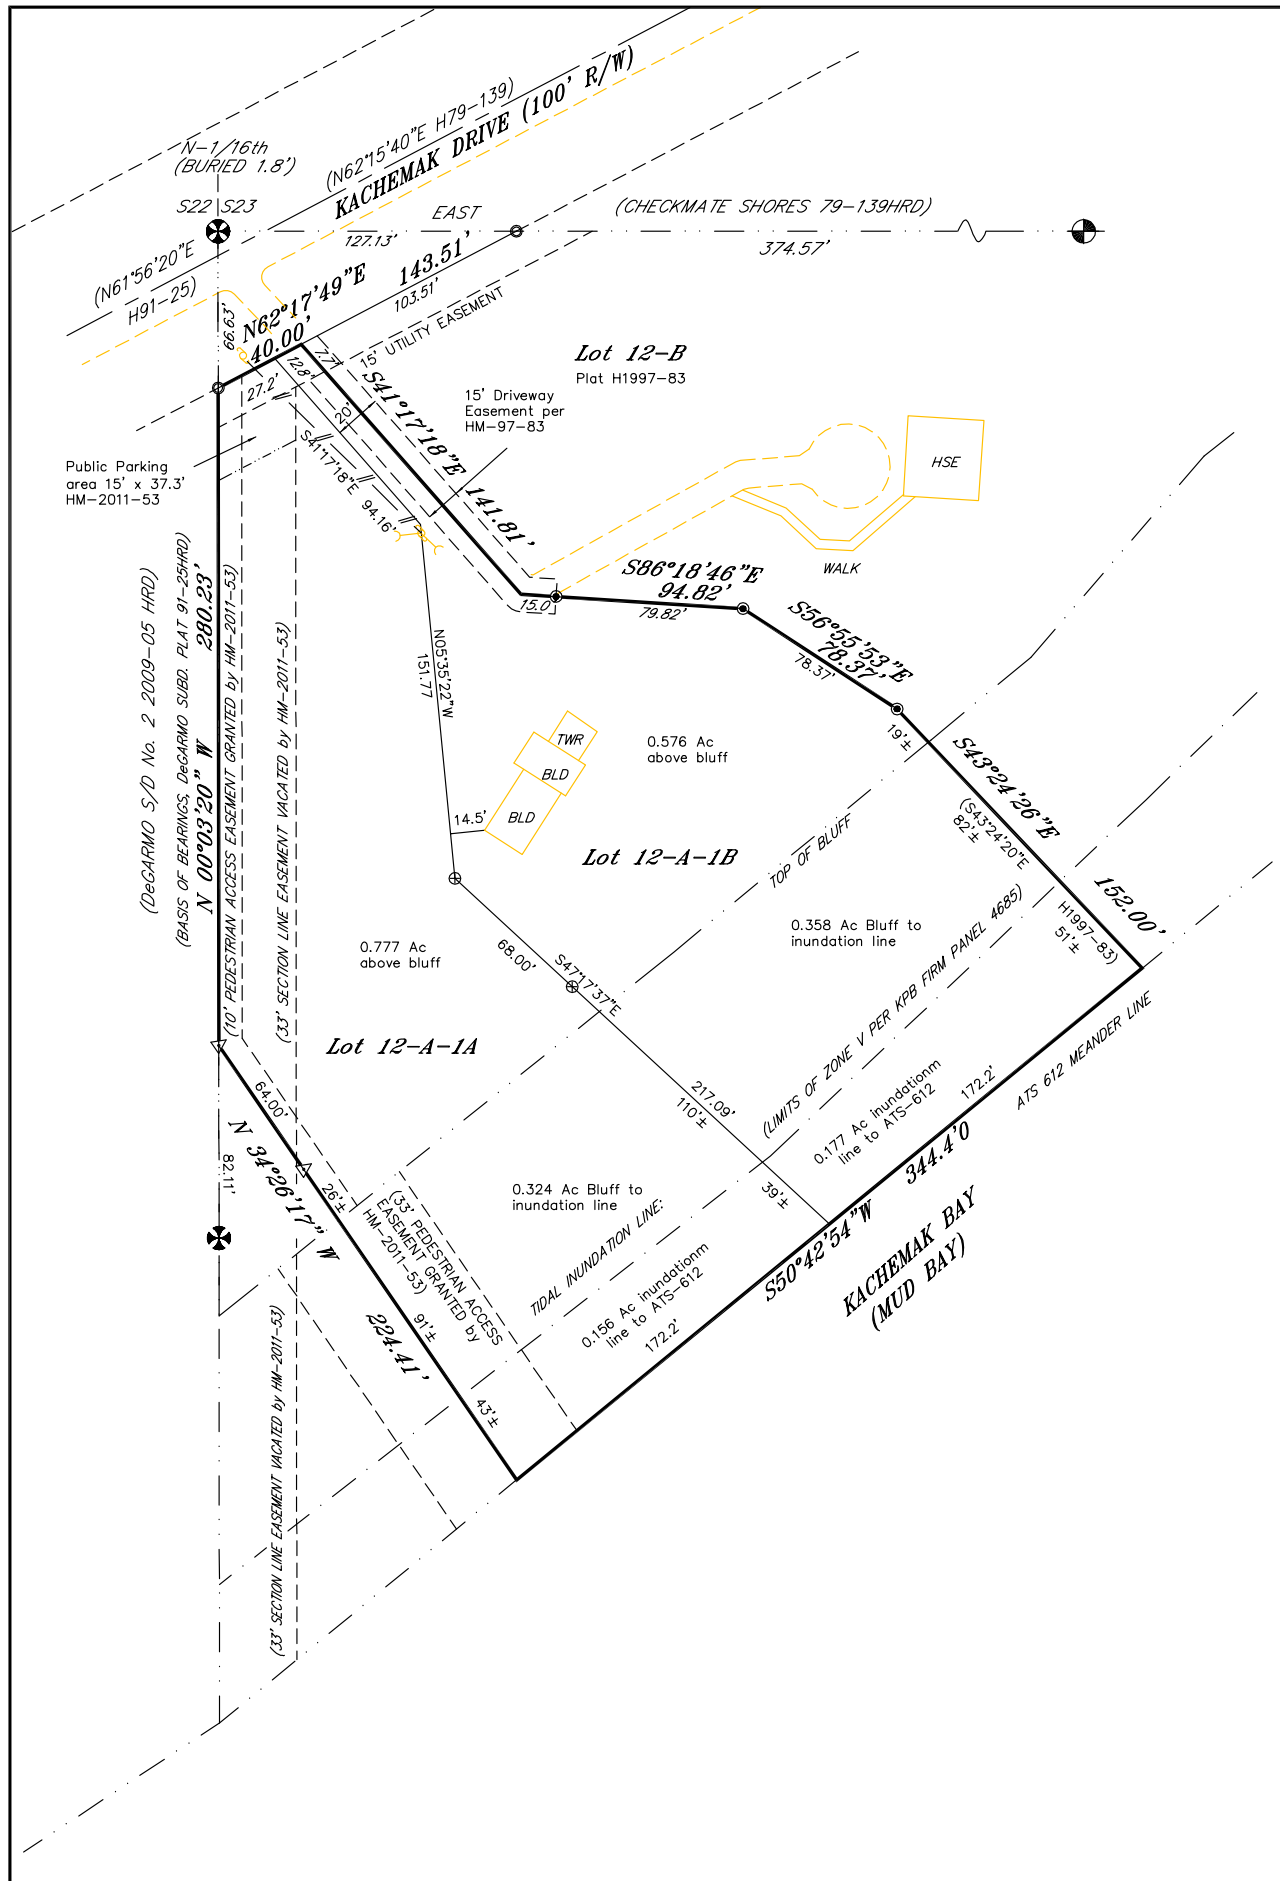 N-1/16th
(BURIED 1.8')
S22 S23
(N62°15'40"E H79-139)
KACHEMAK DRIVE (100' R/W)
EAST
(CHECKMATE SHORES 79-139HRD)
127.13'
374.57'
(N61°56'20"E
H91-25)
66.63'
N62°17'49"E
143.51'
40.00'
103.51'
15' UTILITY EASEMENT
27.2'
12.8'
7.7'
20'
S41°17'18"E 141.81'
S41°17'18"E 94.16'
Lot 12-B
Plat H1997-83
15' Driveway
Easement per
HM-97-83
Public Parking
area 15' x 37.3'
HM-2011-53
HSE
WALK
S86°18'46"E
94.82'
15.0'
79.82'
S56°55'53"E
78.37'
78.37'
(DeGARMO S/D No. 2 2009-05 HRD)
(BASIS OF BEARINGS, DeGARMO SUBD. PLAT 91-25HRD)
N 00°03'20" W 280.23'
(10' PEDESTRIAN ACCESS EASEMENT GRANTED by HM-2011-53)
(33' SECTION LINE EASEMENT VACATED by HM-2011-53)
N05°35'22"W
151.77
TWR
BLD
BLD
14.5'
0.576 Ac
above bluff
19'±
S43°24'26"E 152.00'
(S43°24'20"E
82'±
H1997-83)
51'±
Lot 12-A-1B
TOP OF BLUFF
0.358 Ac Bluff to
inundation line
0.777 Ac
above bluff
68.00'
S47°17'37"E
Lot 12-A-1A
(LIMITS OF ZONE V PER KPB FIRM PANEL 4685)
217.09'
110'±
39'±
0.177 Ac inundationm
line to ATS-612
172.2'
ATS 612 MEANDER LINE
64.00'
82.11'
N 34°26'17" W
224.41'
26'±
91'±
43'±
(33' PEDESTRIAN ACCESS
EASEMENT GRANTED by
HM-2011-53)
0.324 Ac Bluff to
inundation line
TIDAL INUNDATION LINE:
0.156 Ac inundationm
line to ATS-612
172.2'
S50°42'54"W 344.4'0
KACHEMAK BAY
(MUD BAY)
(33' SECTION LINE EASEMENT VACATED by HM-2011-53)